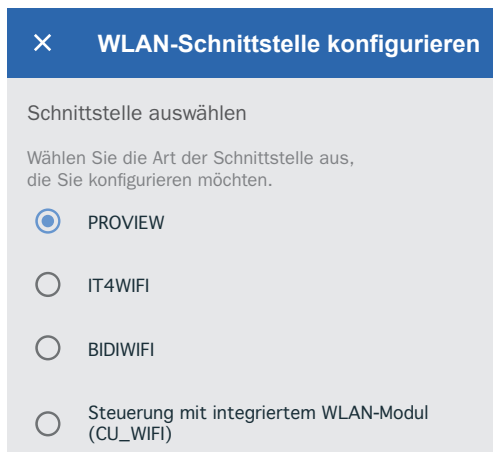 WLAN-Schnittstelle konfigurieren
Schnittstelle auswählen
Wählen Sie die Art der Schnittstelle aus,
die Sie konfigurieren möchten.
PROVIEW
IT4WIFI
BIDIWIFI
Steuerung mit integriertem WLAN-Modul
(CU_WIFI)